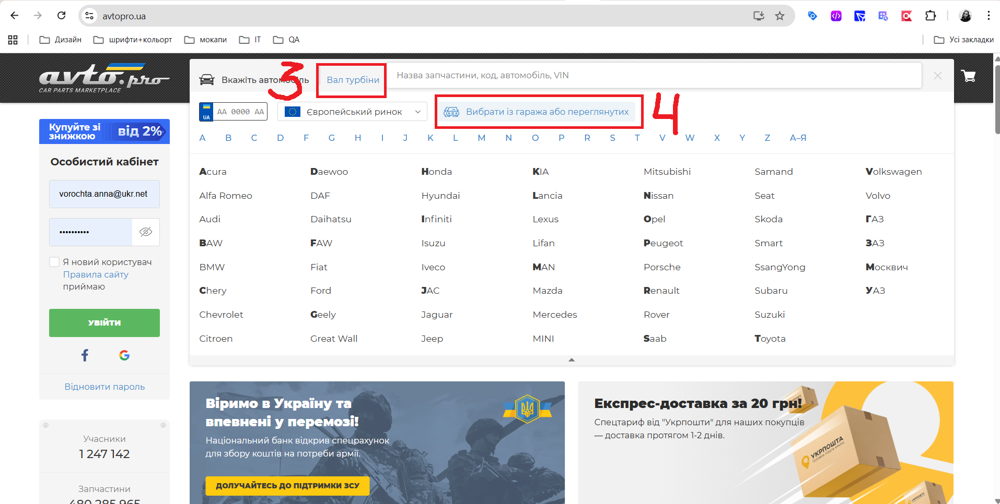 avtopro.ua
Дизайн
шрифти+кольорт
мокапи
IT
QA
Усі закладки
avto.pro
CAR PARTS MARKETPLACE
Вкажіть автомобіль
3
Вал турбіни
Назва запчастини, код, автомобіль, VIN
UA
AA 0000 AA
Європейський ринок
Вибрати із гаража або переглянутих
4
A B C D F G H I J K L M N O P R S T V W X Y Z А–Я
Acura Daewoo Honda KIA Mitsubishi Samand Volkswagen
Alfa Romeo DAF Hyundai Lancia Nissan Seat Volvo
Audi Daihatsu Infiniti Lexus Opel Skoda ГАЗ
BAW FAW Isuzu Lifan Peugeot Smart ЗАЗ
BMW Fiat Iveco MAN Porsche SsangYong Москвич
Chery Ford JAC Mazda Renault Subaru УАЗ
Chevrolet Geely Jaguar Mercedes Rover Suzuki
Citroen Great Wall Jeep MINI Saab Toyota
Купуйте зі
знижкою
від 2%
Особистий кабінет
vorochta.anna@ukr.net
••••••••••
Я новий користувач
Правила сайту
приймаю
УВІЙТИ
Відновити пароль
Учасники
1 247 142
Запчастини
480 285 965
Віримо в Україну та
впевнені у перемозі!
Національний банк відкрив спецрахунок
для збору коштів на потреби армії.
ДОЛУЧАЙТЕСЬ ДО ПІДТРИМКИ ЗСУ
Експрес-доставка за 20 грн!
Спецтариф від "Укрпошти" для наших покупців
— доставка протягом 1-2 днів.
УКРПОШТА
ГОЛОВНА ПОШТА КРАЇНИ